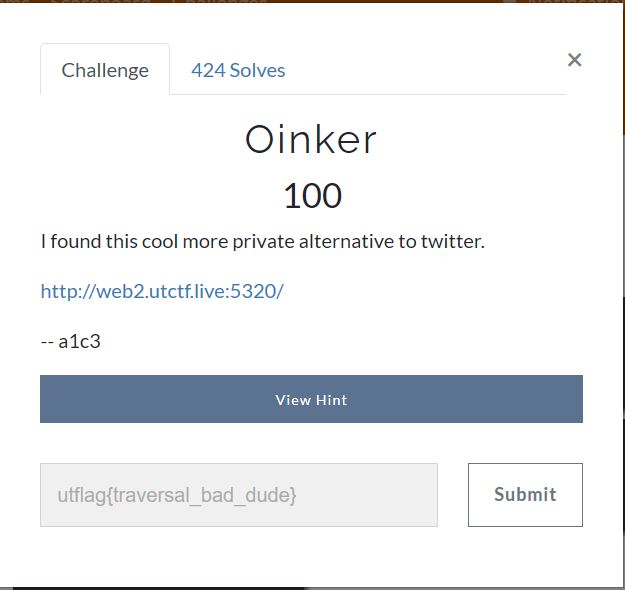 Challenge
424 Solves
×
Oinker
100
I found this cool more private alternative to twitter.
http://web2.utctf.live:5320/
-- a1c3
View Hint
utflag{traversal_bad_dude}
Submit